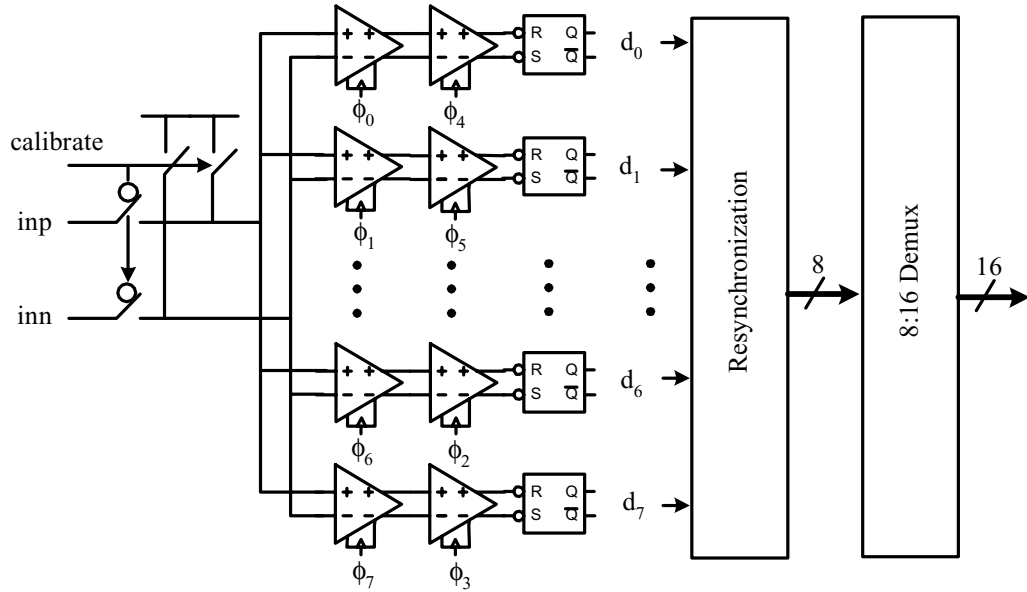 + + + + R Q d₀
− − − − S Q̅
ϕ₀ ϕ₄
calibrate
+ + + + R Q d₁
− − − − S Q̅
inp
ϕ₁ ϕ₅
Resynchronization
8
8:16 Demux
16
inn
+ + + + R Q d₆
− − − − S Q̅
ϕ₆ ϕ₂
+ + + + R Q d₇
− − − − S Q̅
ϕ₇ ϕ₃